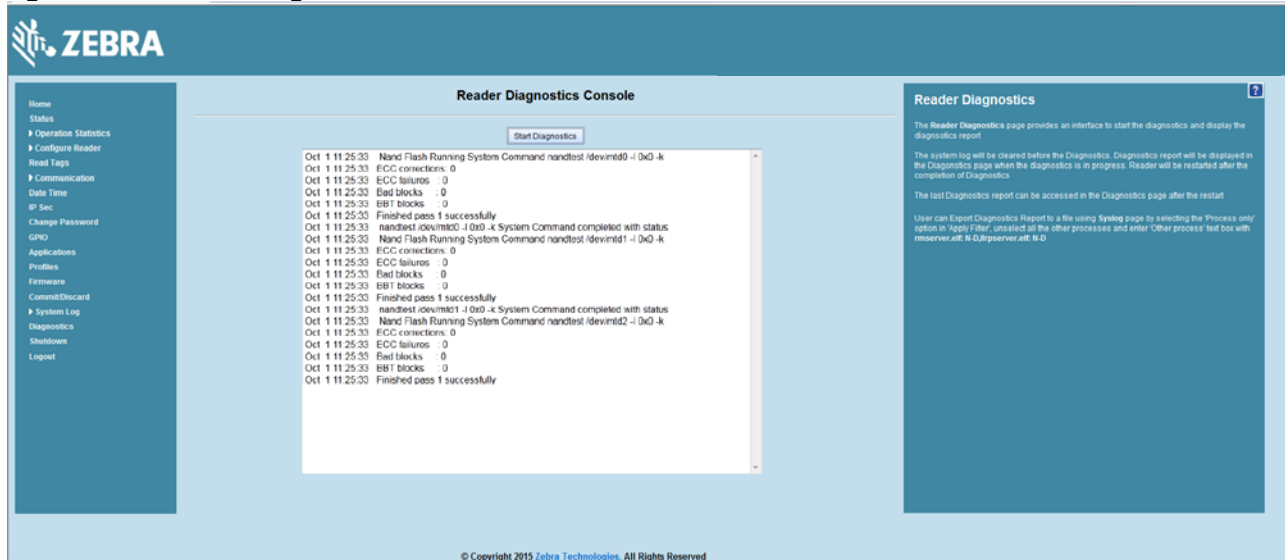 ZEBRA
Home
Status
Operation Statistics
Configure Reader
Read Tags
Communication
Date Time
IP Sec
Change Password
GPIO
Applications
Profiles
Firmware
Commit/Discard
System Log
Diagnostics
Shutdown
Logout
Reader Diagnostics Console
Start Diagnostics
Oct 1 11:25:33 Nand Flash Running System Command nandtest /dev/mtd0 -l 0x0 -k
Oct 1 11:25:33 ECC corrections: 0
Oct 1 11:25:33 ECC failures : 0
Oct 1 11:25:33 Bad blocks : 0
Oct 1 11:25:33 BBT blocks : 0
Oct 1 11:25:33 Finished pass 1 successfully
Oct 1 11:25:33 nandtest /dev/mtd0 -l 0x0 -k System Command completed with status
Oct 1 11:25:33 Nand Flash Running System Command nandtest /dev/mtd1 -l 0x0 -k
Oct 1 11:25:33 ECC corrections: 0
Oct 1 11:25:33 ECC failures : 0
Oct 1 11:25:33 Bad blocks : 0
Oct 1 11:25:33 BBT blocks : 0
Oct 1 11:25:33 Finished pass 1 successfully
Oct 1 11:25:33 nandtest /dev/mtd1 -l 0x0 -k System Command completed with status
Oct 1 11:25:33 Nand Flash Running System Command nandtest /dev/mtd2 -l 0x0 -k
Oct 1 11:25:33 ECC corrections: 0
Oct 1 11:25:33 ECC failures : 0
Oct 1 11:25:33 Bad blocks : 0
Oct 1 11:25:33 BBT blocks : 0
Oct 1 11:25:33 Finished pass 1 successfully
?
Reader Diagnostics
The Reader Diagnostics page provides an interface to start the diagnsotics and display the
diagnsotics report
The system log will be cleared before the Diagnostics. Diagnostics report will be displayed in
the Diagonstics page when the diagnostics is in progress. Reader will be restarted after the
completion of Diagnostics
The last Diagnostics report can be accessed in the Diagnostics page after the restart
User can Export Diagnostics Report to a file using Syslog page by selecting the 'Process only'
option in 'Apply Filter', unselect all the other processes and enter 'Other process' text box with
rmserver.elf: N-D,llrpserver.elf: N-D
© Copyright 2015 Zebra Technologies. All Rights Reserved